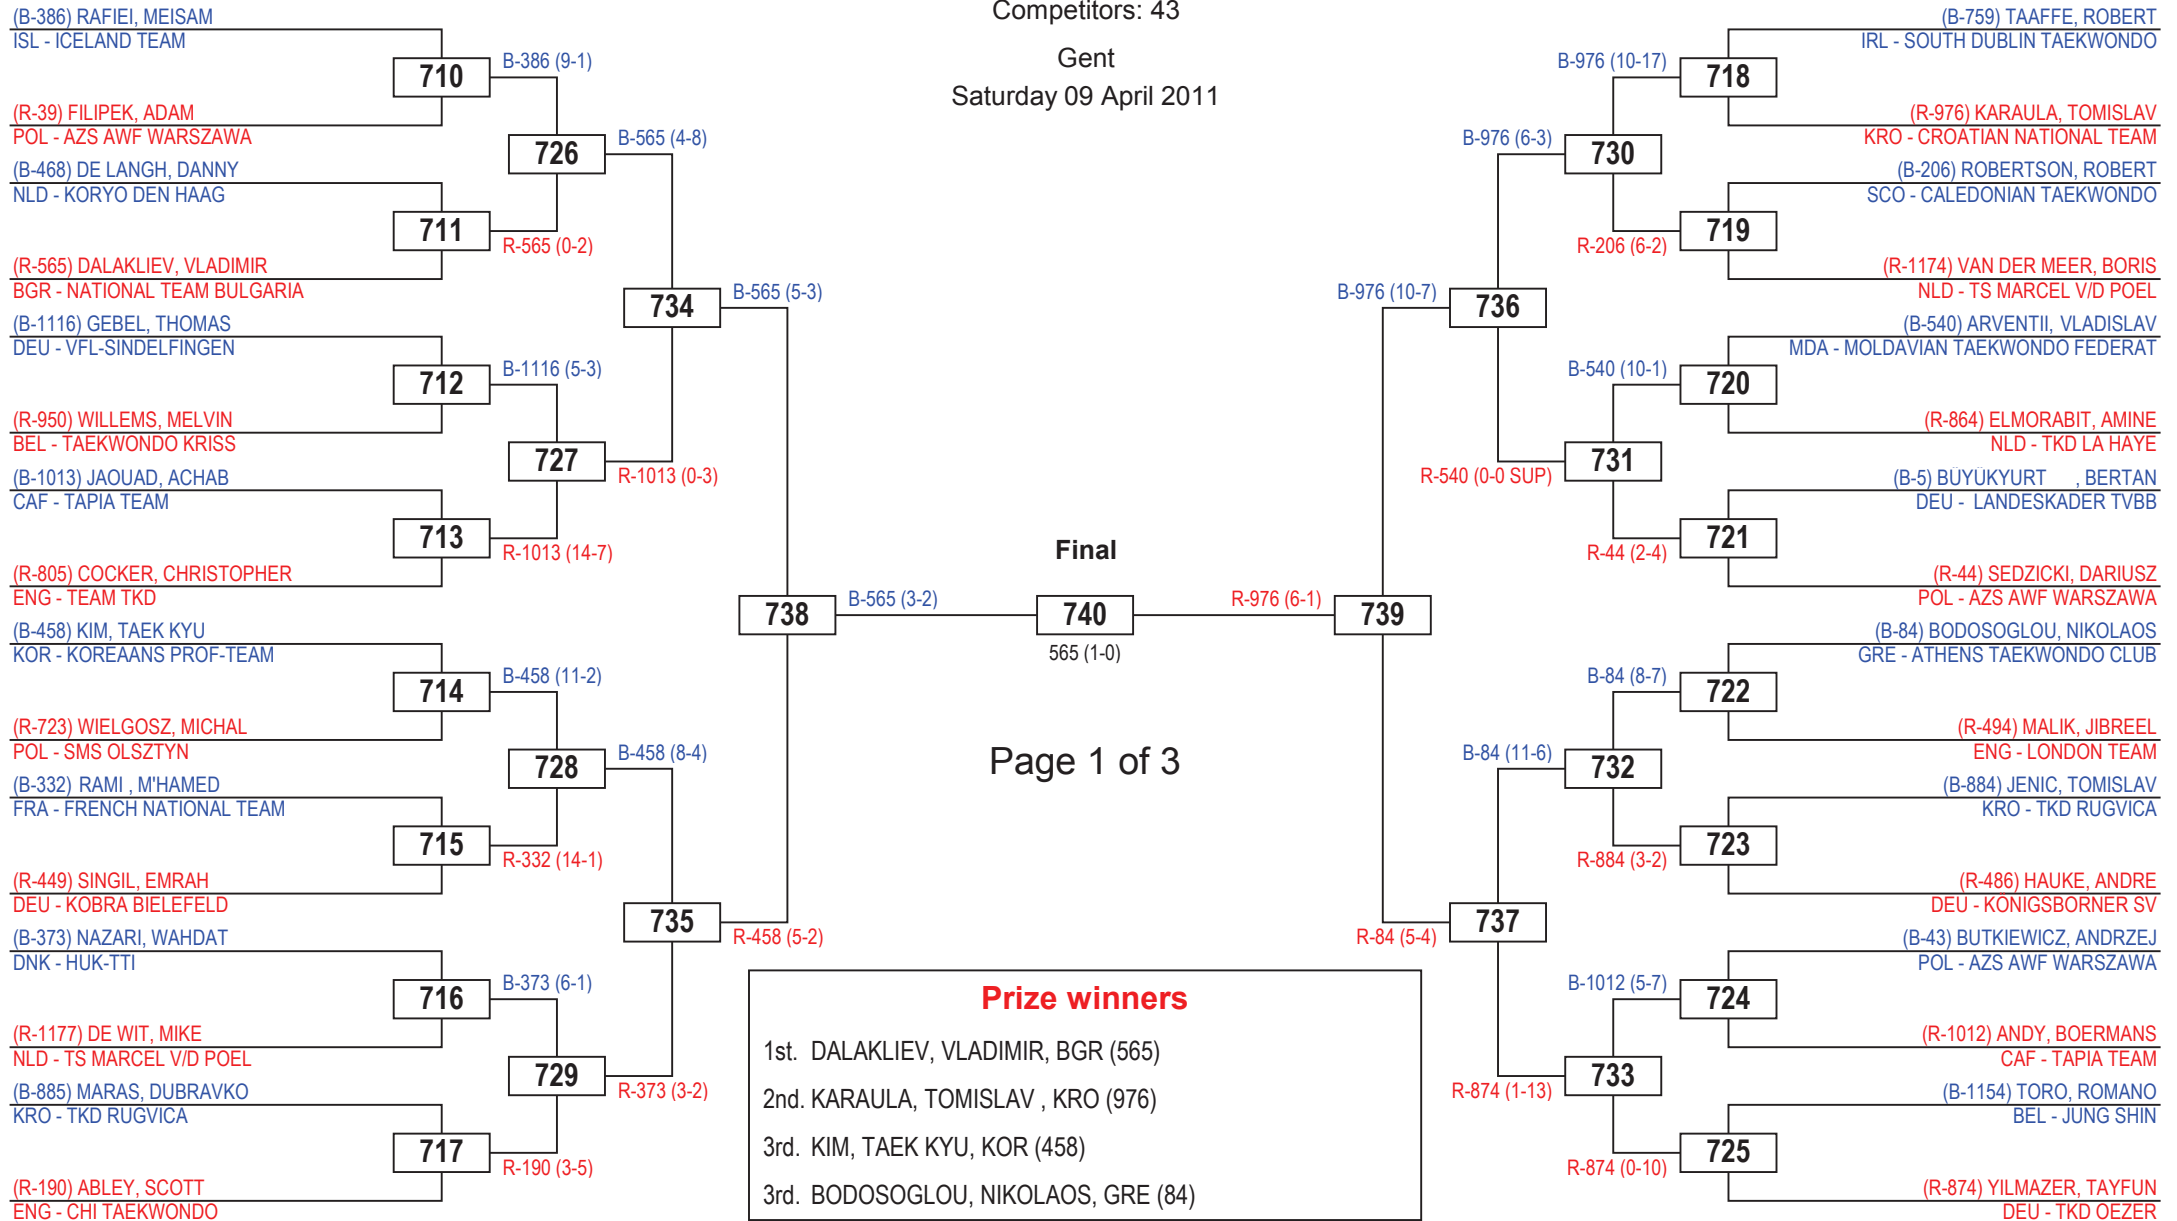 Competitors: 43
Gent
Saturday 09 April 2011
(B-386) RAFIEI, MEISAM
ISL - ICELAND TEAM
710
B-386 (9-1)
(R-39) FILIPEK, ADAM
POL - AZS AWF WARSZAWA
726
B-565 (4-8)
(B-468) DE LANGH, DANNY
NLD - KORYO DEN HAAG
711
R-565 (0-2)
(R-565) DALAKLIEV, VLADIMIR
BGR - NATIONAL TEAM BULGARIA
734
B-565 (5-3)
(B-1116) GEBEL, THOMAS
DEU - VFL-SINDELFINGEN
712
B-1116 (5-3)
(R-950) WILLEMS, MELVIN
BEL - TAEKWONDO KRISS
727
R-1013 (0-3)
(B-1013) JAOUAD, ACHAB
CAF - TAPIA TEAM
713
R-1013 (14-7)
(R-805) COCKER, CHRISTOPHER
ENG - TEAM TKD
738
B-565 (3-2)
(B-458) KIM, TAEK KYU
KOR - KOREAANS PROF-TEAM
714
B-458 (11-2)
(R-723) WIELGOSZ, MICHAL
POL - SMS OLSZTYN
728
B-458 (8-4)
(B-332) RAMI , M'HAMED
FRA - FRENCH NATIONAL TEAM
715
R-332 (14-1)
(R-449) SINGIL, EMRAH
DEU - KOBRA BIELEFELD
735
R-458 (5-2)
(B-373) NAZARI, WAHDAT
DNK - HUK-TTI
716
B-373 (6-1)
(R-1177) DE WIT, MIKE
NLD - TS MARCEL V/D POEL
729
R-373 (3-2)
(B-885) MARAS, DUBRAVKO
KRO - TKD RUGVICA
717
R-190 (3-5)
(R-190) ABLEY, SCOTT
ENG - CHI TAEKWONDO
Final
740
565 (1-0)
Page 1 of 3
(B-759) TAAFFE, ROBERT
IRL - SOUTH DUBLIN TAEKWONDO
B-976 (10-17)
718
(R-976) KARAULA, TOMISLAV
KRO - CROATIAN NATIONAL TEAM
B-976 (6-3)
730
(B-206) ROBERTSON, ROBERT
SCO - CALEDONIAN TAEKWONDO
719
R-206 (6-2)
(R-1174) VAN DER MEER, BORIS
NLD - TS MARCEL V/D POEL
B-976 (10-7)
736
(B-540) ARVENTII, VLADISLAV
MDA - MOLDAVIAN TAEKWONDO FEDERAT
B-540 (10-1)
720
(R-864) ELMORABIT, AMINE
NLD - TKD LA HAYE
731
R-540 (0-0 SUP)
(B-5) BÜYÜKYURT , BERTAN
DEU - LANDESKADER TVBB
721
R-44 (2-4)
(R-44) SEDZICKI, DARIUSZ
POL - AZS AWF WARSZAWA
R-976 (6-1)
739
(B-84) BODOSOGLOU, NIKOLAOS
GRE - ATHENS TAEKWONDO CLUB
B-84 (8-7)
722
(R-494) MALIK, JIBREEL
ENG - LONDON TEAM
B-84 (11-6)
732
(B-884) JENIC, TOMISLAV
KRO - TKD RUGVICA
723
R-884 (3-2)
(R-486) HAUKE, ANDRE
DEU - KÖNIGSBORNER SV
737
R-84 (5-4)
(B-43) BUTKIEWICZ, ANDRZEJ
POL - AZS AWF WARSZAWA
B-1012 (5-7)
724
(R-1012) ANDY, BOERMANS
CAF - TAPIA TEAM
733
R-874 (1-13)
(B-1154) TORO, ROMANO
BEL - JUNG SHIN
725
R-874 (0-10)
(R-874) YILMAZER, TAYFUN
DEU - TKD OEZER
Prize winners
1st. DALAKLIEV, VLADIMIR, BGR (565)
2nd. KARAULA, TOMISLAV , KRO (976)
3rd. KIM, TAEK KYU, KOR (458)
3rd. BODOSOGLOU, NIKOLAOS, GRE (84)